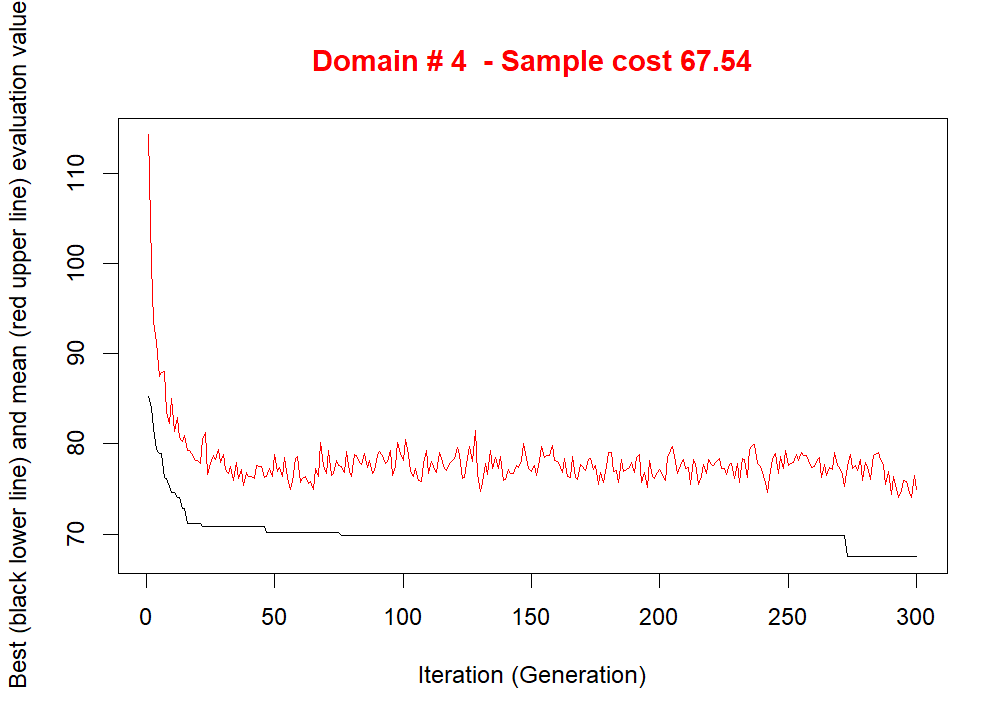 Domain # 4  - Sample cost 67.54
Best (black lower line) and mean (red upper line) evaluation value
110
100
90
80
70
0 50 100 150 200 250 300
Iteration (Generation)